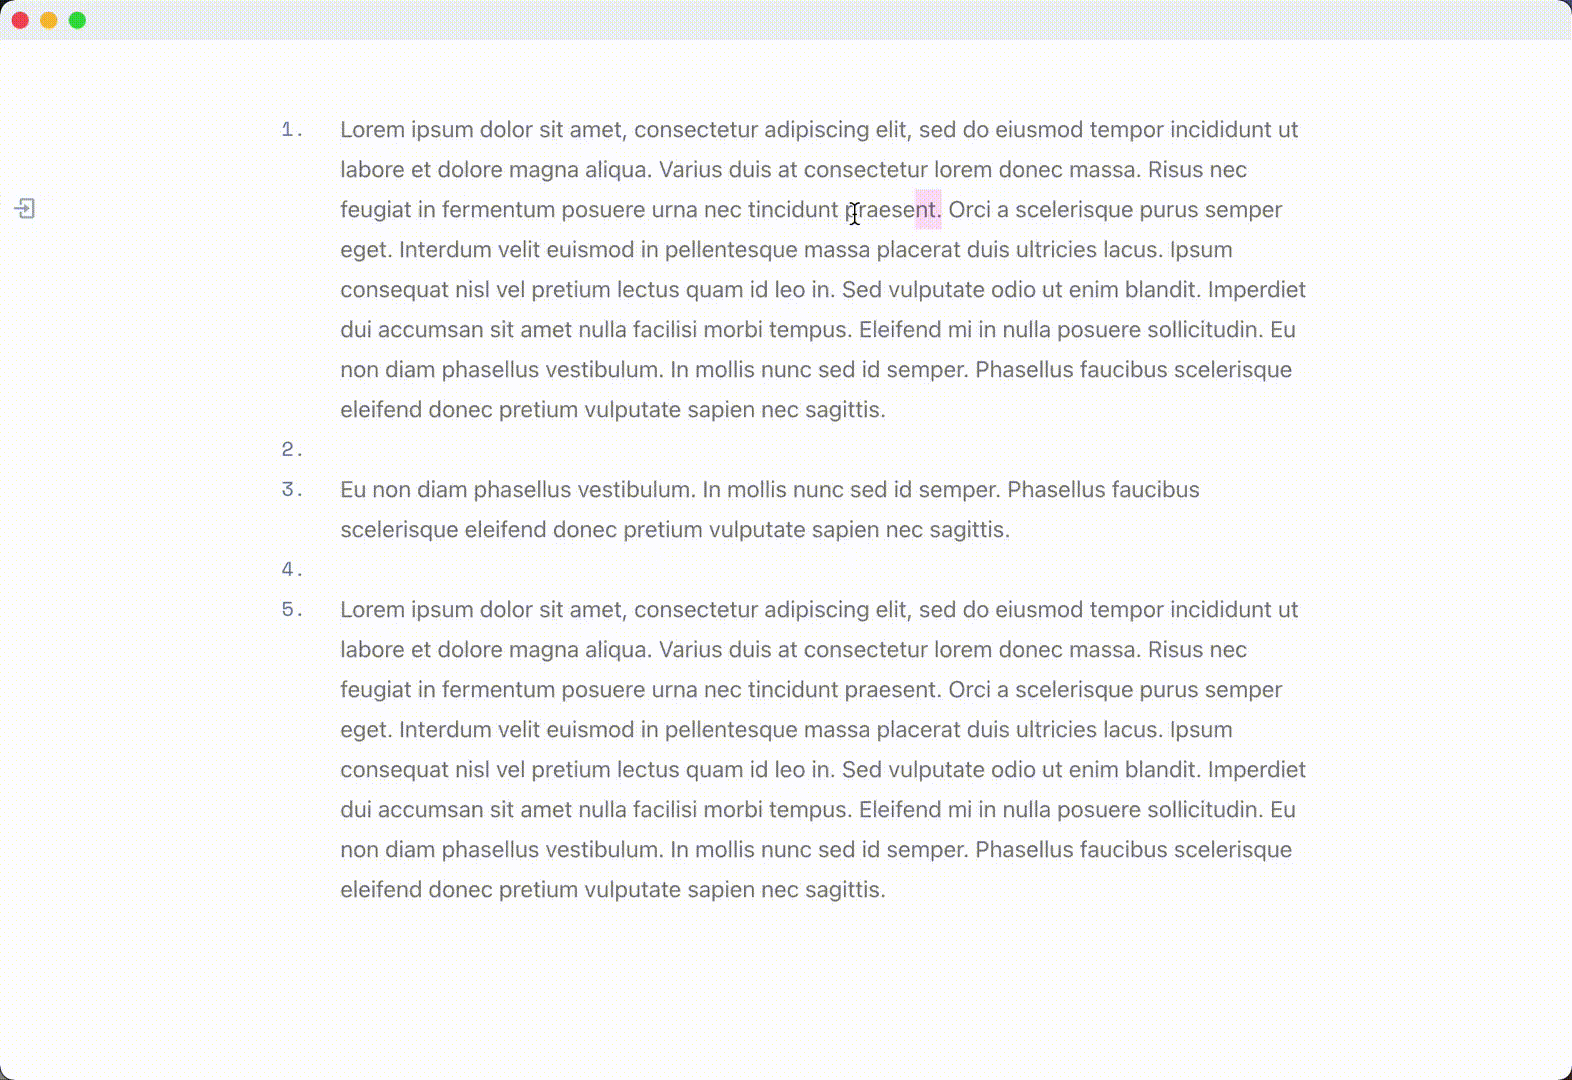 1. Lorem ipsum dolor sit amet, consectetur adipiscing elit, sed do eiusmod tempor incididunt ut
labore et dolore magna aliqua. Varius duis at consectetur lorem donec massa. Risus nec
feugiat in fermentum posuere urna nec tincidunt praesent. Orci a scelerisque purus semper
eget. Interdum velit euismod in pellentesque massa placerat duis ultricies lacus. Ipsum
consequat nisl vel pretium lectus quam id leo in. Sed vulputate odio ut enim blandit. Imperdiet
dui accumsan sit amet nulla facilisi morbi tempus. Eleifend mi in nulla posuere sollicitudin. Eu
non diam phasellus vestibulum. In mollis nunc sed id semper. Phasellus faucibus scelerisque
eleifend donec pretium vulputate sapien nec sagittis.
2.
3. Eu non diam phasellus vestibulum. In mollis nunc sed id semper. Phasellus faucibus
scelerisque eleifend donec pretium vulputate sapien nec sagittis.
4.
5. Lorem ipsum dolor sit amet, consectetur adipiscing elit, sed do eiusmod tempor incididunt ut
labore et dolore magna aliqua. Varius duis at consectetur lorem donec massa. Risus nec
feugiat in fermentum posuere urna nec tincidunt praesent. Orci a scelerisque purus semper
eget. Interdum velit euismod in pellentesque massa placerat duis ultricies lacus. Ipsum
consequat nisl vel pretium lectus quam id leo in. Sed vulputate odio ut enim blandit. Imperdiet
dui accumsan sit amet nulla facilisi morbi tempus. Eleifend mi in nulla posuere sollicitudin. Eu
non diam phasellus vestibulum. In mollis nunc sed id semper. Phasellus faucibus scelerisque
eleifend donec pretium vulputate sapien nec sagittis.